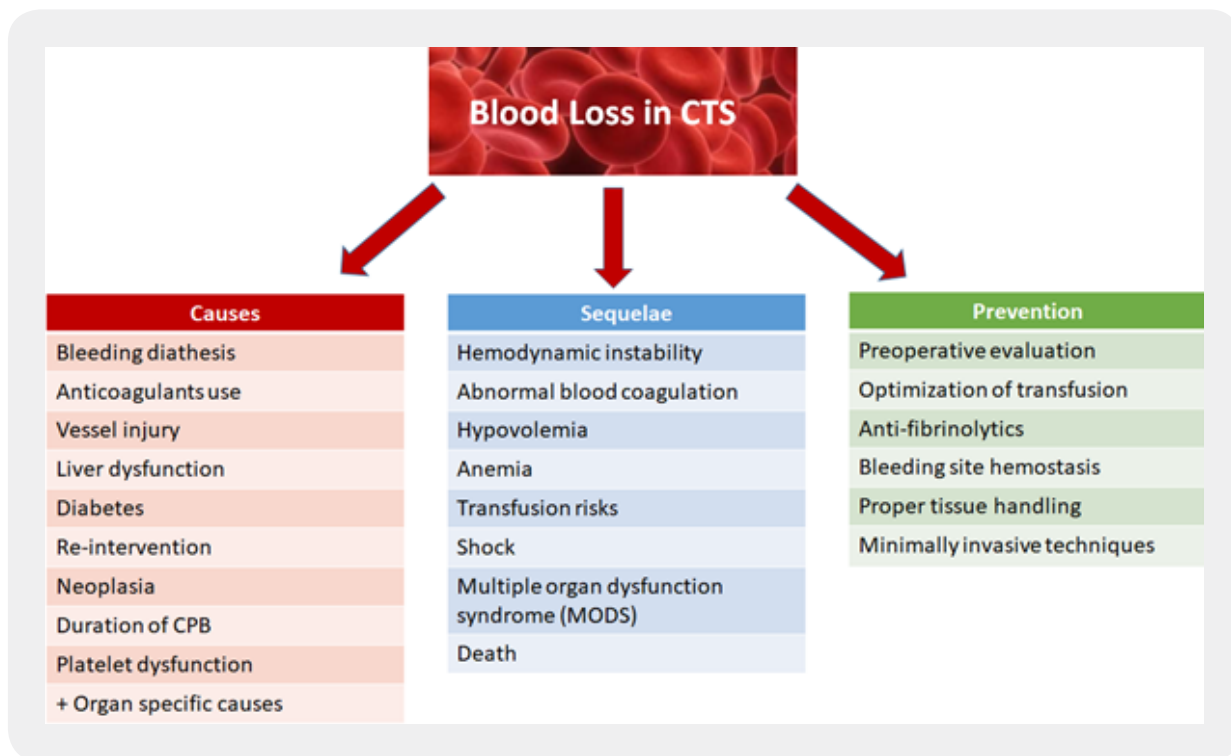 Blood Loss in CTS
Causes
Bleeding diathesis
Anticoagulants use
Vessel injury
Liver dysfunction
Diabetes
Re-intervention
Neoplasia
Duration of CPB
Platelet dysfunction
+ Organ specific causes
Sequelae
Hemodynamic instability
Abnormal blood coagulation
Hypovolemia
Anemia
Transfusion risks
Shock
Multiple organ dysfunction
syndrome (MODS)
Death
Prevention
Preoperative evaluation
Optimization of transfusion
Anti-fibrinolytics
Bleeding site hemostasis
Proper tissue handling
Minimally invasive techniques